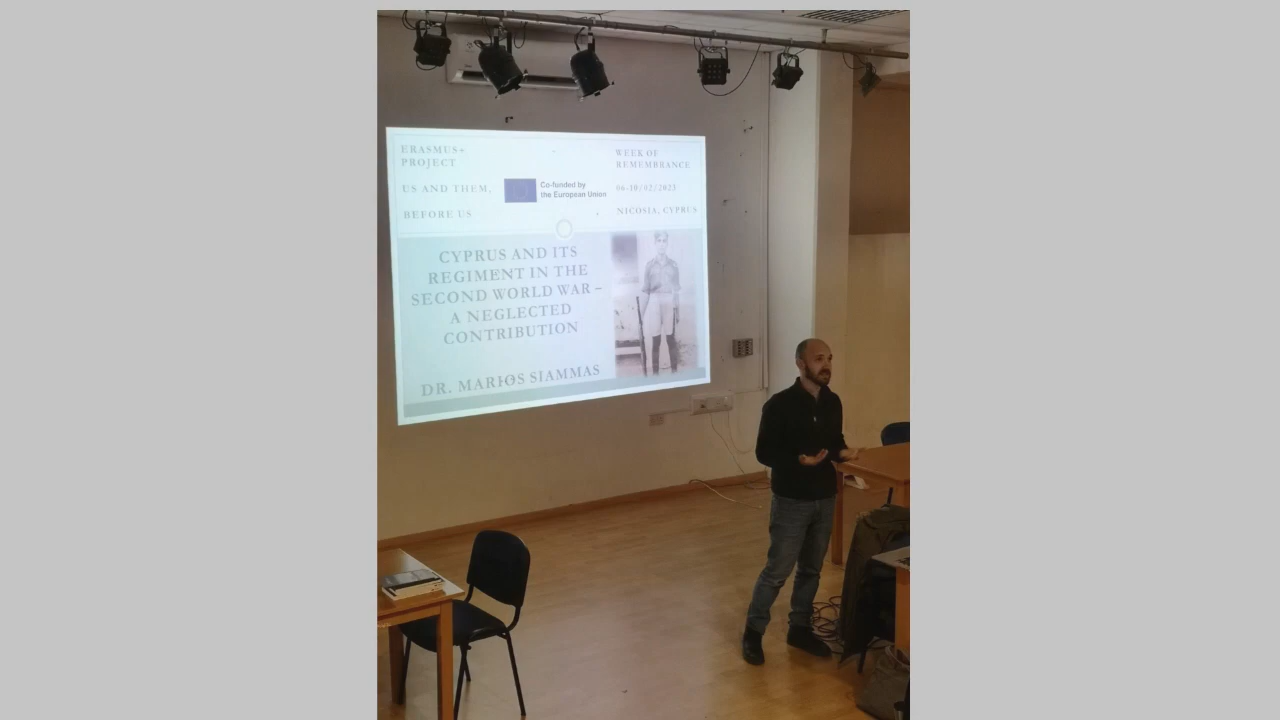 ERASMUS+
PROJECT
US AND THEM,
BEFORE US
Co-funded by
the European Union
WEEK OF
REMEMBRANCE
06-10/02/2023
NICOSIA, CYPRUS
CYPRUS AND ITS
REGIMENT IN THE
SECOND WORLD WAR –
A NEGLECTED
CONTRIBUTION
DR. MARIOS SIAMMAS